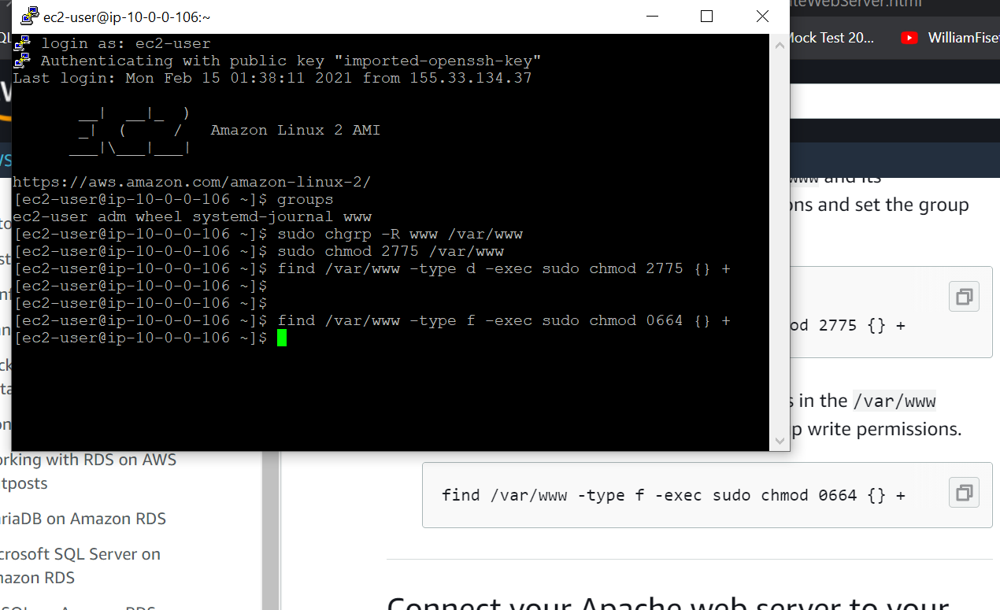 ec2-user@ip-10-0-0-106:~
login as: ec2-user
Authenticating with public key "imported-openssh-key"
Last login: Mon Feb 15 01:38:11 2021 from 155.33.134.37
__|  __|_  )
_|  (     /   Amazon Linux 2 AMI
___|\___|___|
https://aws.amazon.com/amazon-linux-2/
[ec2-user@ip-10-0-0-106 ~]$ groups
ec2-user adm wheel systemd-journal www
[ec2-user@ip-10-0-0-106 ~]$ sudo chgrp -R www /var/www
[ec2-user@ip-10-0-0-106 ~]$ sudo chmod 2775 /var/www
[ec2-user@ip-10-0-0-106 ~]$ find /var/www -type d -exec sudo chmod 2775 {} +
[ec2-user@ip-10-0-0-106 ~]$
[ec2-user@ip-10-0-0-106 ~]$
[ec2-user@ip-10-0-0-106 ~]$ find /var/www -type f -exec sudo chmod 0664 {} +
[ec2-user@ip-10-0-0-106 ~]$
teWebServer.html
Mock Test 20...
WilliamFise
www and its
ons and set the group
od 2775 {} +
s in the /var/www
p write permissions.
find /var/www -type f -exec sudo chmod 0664 {} +
Connect your Apache web server to your
orking with RDS on AWS
tposts
riaDB on Amazon RDS
crosoft SQL Server on
mazon RDS